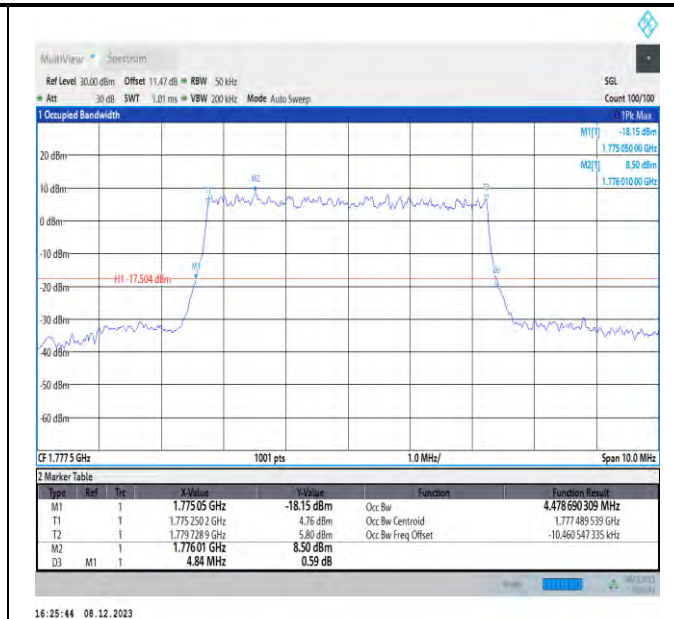 MultiView Spectrum
Ref Level 30.00 dBm Offset 11.47 dB RBW 50 kHz SGL
Att 30 dB SWT 1.01 ms VBW 200 kHz Mode Auto Sweep Count 100/100
1 Occupied Bandwidth 1Pk Max
M1[1] -18.15 dBm
1.775 050 00 GHz
M2[1] 8.50 dBm
1.776 010 00 GHz
20 dBm
M2
T1 T2
10 dBm
0 dBm
-10 dBm
M1 D3
H1 -17.504 dBm
-20 dBm
-30 dBm
-40 dBm
-50 dBm
-60 dBm
CF 1.777 5 GHz 1001 pts 1.0 MHz/ Span 10.0 MHz
2 Marker Table
Type Ref Trc X-Value Y-Value Function Function Result
M1 1 1.775 05 GHz -18.15 dBm Occ Bw 4.478 690 309 MHz
T1 1 1.775 250 2 GHz 4.76 dBm Occ Bw Centroid 1.777 489 539 GHz
T2 1 1.779 728 9 GHz 5.80 dBm Occ Bw Freq Offset -10.460 547 335 kHz
M2 1 1.776 01 GHz 8.50 dBm
D3 M1 1 4.84 MHz 0.59 dB
16:25:44 08.12.2023